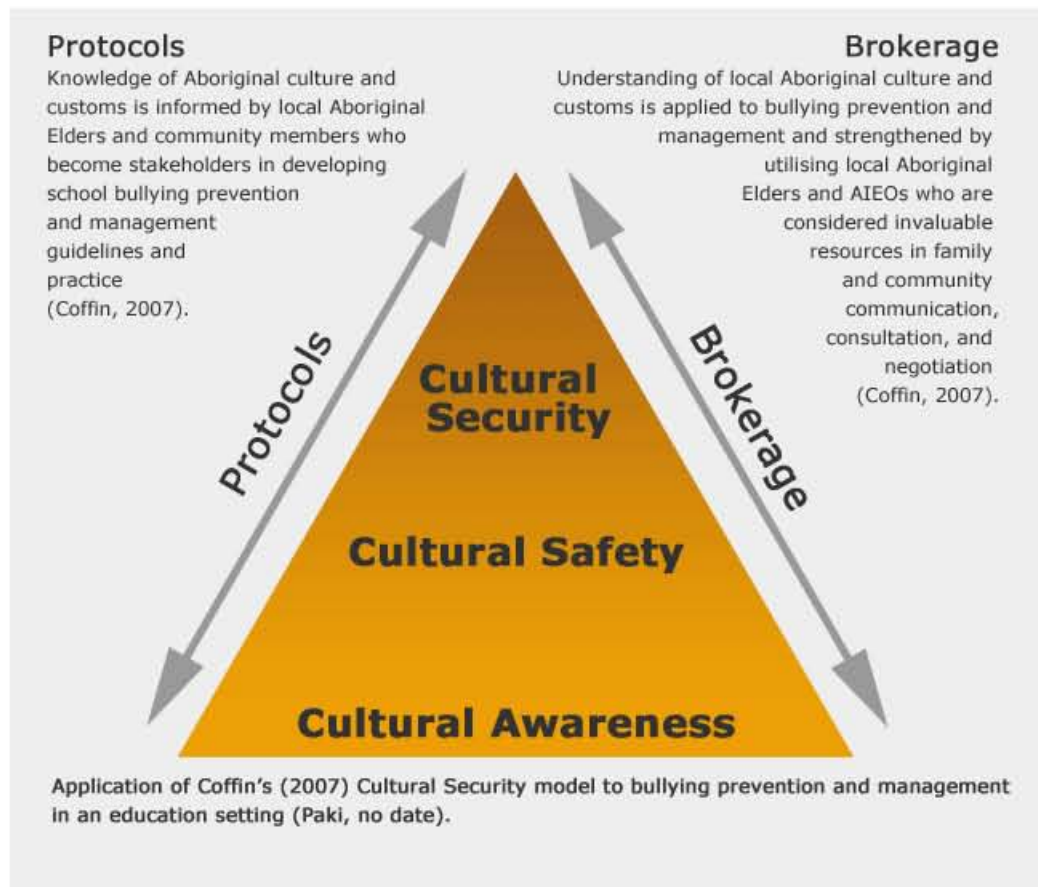 Protocols
Knowledge of Aboriginal culture and
customs is informed by local Aboriginal
Elders and community members who
become stakeholders in developing
school bullying prevention
and management
guidelines and
practice
(Coffin, 2007).
Brokerage
Understanding of local Aboriginal culture and
customs is applied to bullying prevention and
management and strengthened by
utilising local Aboriginal
Elders and AIEOs who are
considered invaluable
resources in family
and community
communication,
consultation, and
negotiation
(Coffin, 2007).
Protocols
Brokerage
Cultural
Security
Cultural Safety
Cultural Awareness
Application of Coffin's (2007) Cultural Security model to bullying prevention and management
in an education setting (Paki, no date).